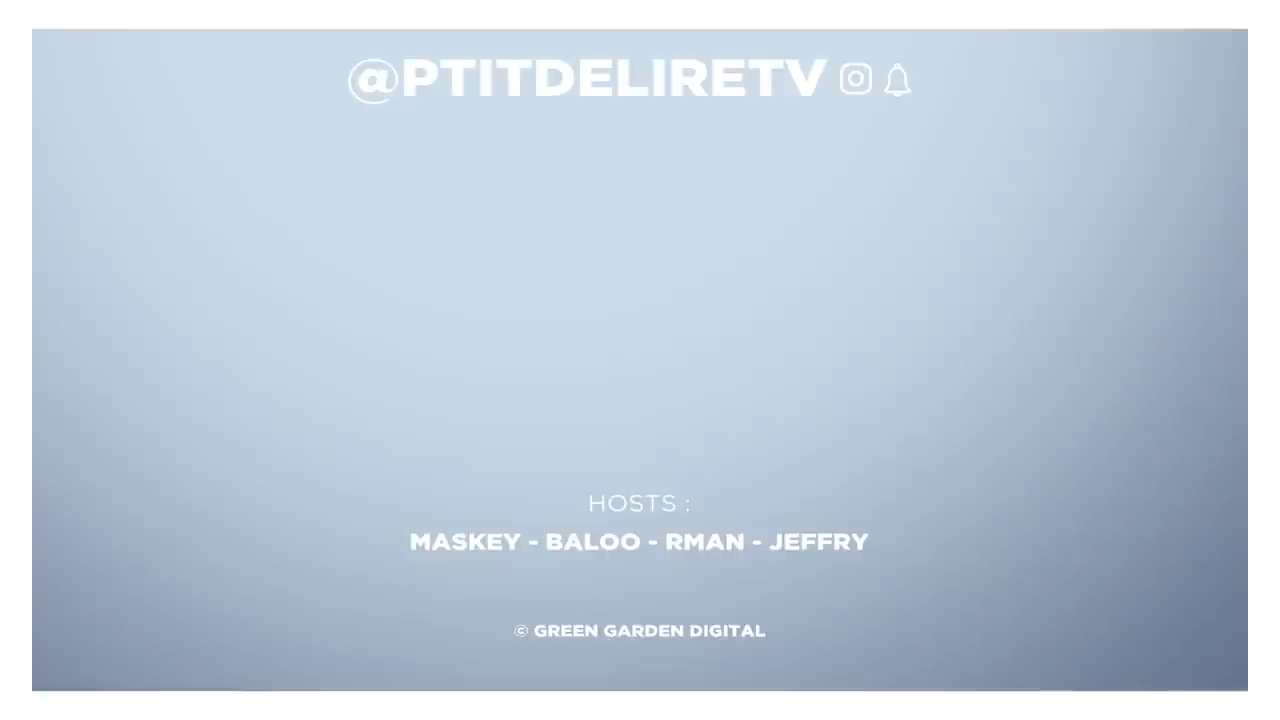 @PTITDELIRETV
HOSTS :
MASKEY - BALOO - RMAN - JEFFRY
© GREEN GARDEN DIGITAL